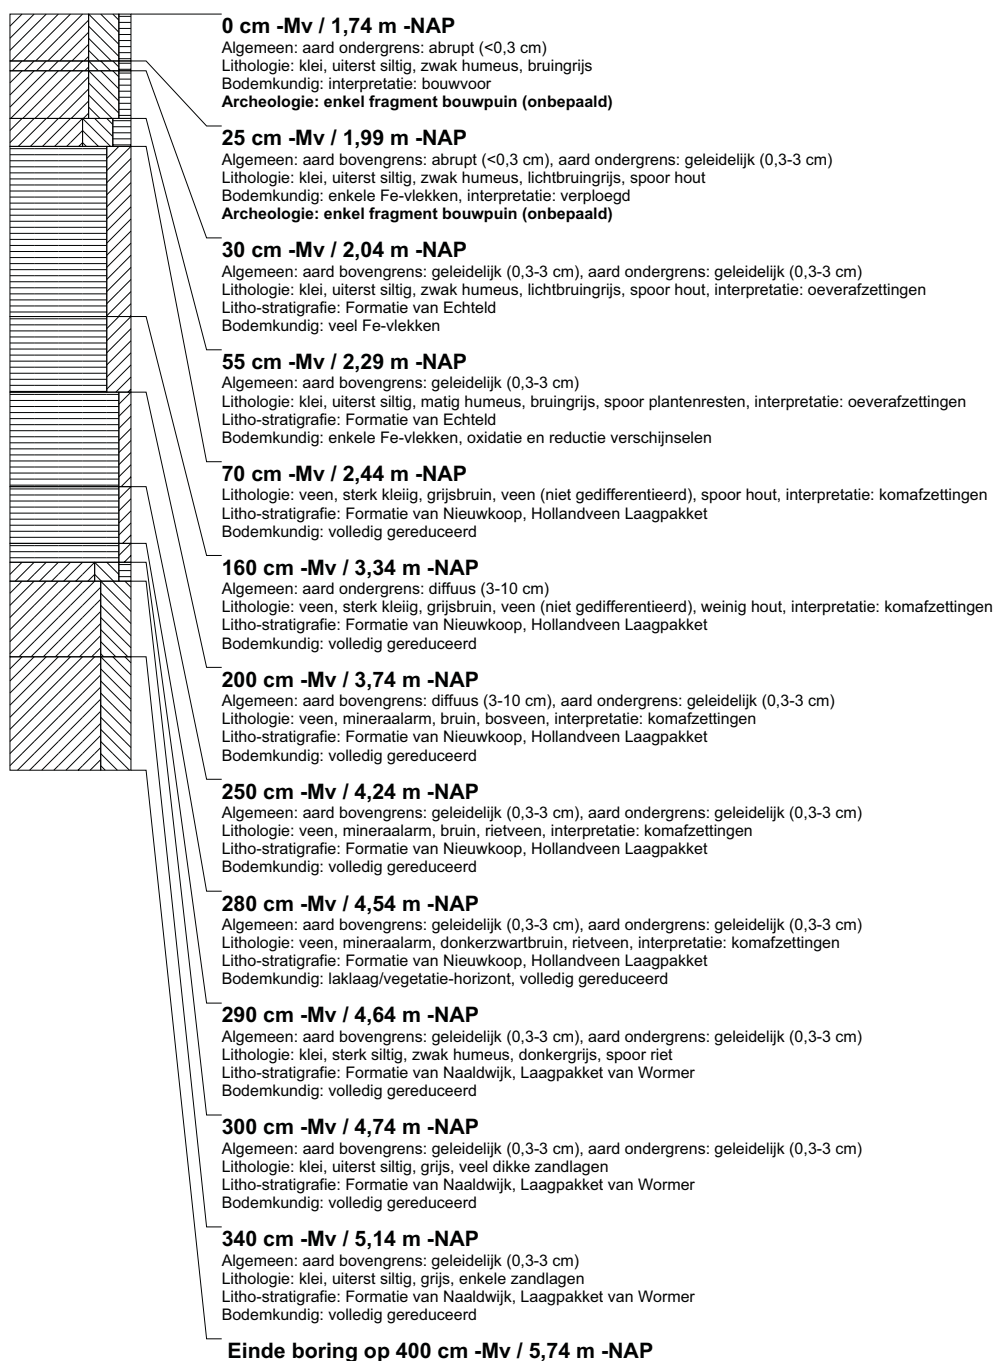 0 cm -Mv / 1,74 m -NAP
Algemeen: aard ondergrens: abrupt (<0,3 cm)
Lithologie: klei, uiterst siltig, zwak humeus, bruingrijs
Bodemkundig: interpretatie: bouwvoor
Archeologie: enkel fragment bouwpuin (onbepaald)
25 cm -Mv / 1,99 m -NAP
Algemeen: aard bovengrens: abrupt (<0,3 cm), aard ondergrens: geleidelijk (0,3-3 cm)
Lithologie: klei, uiterst siltig, zwak humeus, lichtbruingrijs, spoor hout
Bodemkundig: enkele Fe-vlekken, interpretatie: verploegd
Archeologie: enkel fragment bouwpuin (onbepaald)
30 cm -Mv / 2,04 m -NAP
Algemeen: aard bovengrens: geleidelijk (0,3-3 cm), aard ondergrens: geleidelijk (0,3-3 cm)
Lithologie: klei, uiterst siltig, zwak humeus, lichtbruingrijs, spoor hout, interpretatie: oeverafzettingen
Litho-stratigrafie: Formatie van Echteld
Bodemkundig: veel Fe-vlekken
55 cm -Mv / 2,29 m -NAP
Algemeen: aard bovengrens: geleidelijk (0,3-3 cm)
Lithologie: klei, uiterst siltig, matig humeus, bruingrijs, spoor plantenresten, interpretatie: oeverafzettingen
Litho-stratigrafie: Formatie van Echteld
Bodemkundig: enkele Fe-vlekken, oxidatie en reductie verschijnselen
70 cm -Mv / 2,44 m -NAP
Lithologie: veen, sterk kleiig, grijsbruin, veen (niet gedifferentieerd), spoor hout, interpretatie: komafzettingen
Litho-stratigrafie: Formatie van Nieuwkoop, Hollandveen Laagpakket
Bodemkundig: volledig gereduceerd
160 cm -Mv / 3,34 m -NAP
Algemeen: aard ondergrens: diffuus (3-10 cm)
Lithologie: veen, sterk kleiig, grijsbruin, veen (niet gedifferentieerd), weinig hout, interpretatie: komafzettingen
Litho-stratigrafie: Formatie van Nieuwkoop, Hollandveen Laagpakket
Bodemkundig: volledig gereduceerd
200 cm -Mv / 3,74 m -NAP
Algemeen: aard bovengrens: diffuus (3-10 cm), aard ondergrens: geleidelijk (0,3-3 cm)
Lithologie: veen, mineraalarm, bruin, bosveen, interpretatie: komafzettingen
Litho-stratigrafie: Formatie van Nieuwkoop, Hollandveen Laagpakket
Bodemkundig: volledig gereduceerd
250 cm -Mv / 4,24 m -NAP
Algemeen: aard bovengrens: geleidelijk (0,3-3 cm), aard ondergrens: geleidelijk (0,3-3 cm)
Lithologie: veen, mineraalarm, bruin, rietveen, interpretatie: komafzettingen
Litho-stratigrafie: Formatie van Nieuwkoop, Hollandveen Laagpakket
Bodemkundig: volledig gereduceerd
280 cm -Mv / 4,54 m -NAP
Algemeen: aard bovengrens: geleidelijk (0,3-3 cm), aard ondergrens: geleidelijk (0,3-3 cm)
Lithologie: veen, mineraalarm, donkerzwartbruin, rietveen, interpretatie: komafzettingen
Litho-stratigrafie: Formatie van Nieuwkoop, Hollandveen Laagpakket
Bodemkundig: laklaag/vegetatie-horizont, volledig gereduceerd
290 cm -Mv / 4,64 m -NAP
Algemeen: aard bovengrens: geleidelijk (0,3-3 cm), aard ondergrens: geleidelijk (0,3-3 cm)
Lithologie: klei, sterk siltig, zwak humeus, donkergrijs, spoor riet
Litho-stratigrafie: Formatie van Naaldwijk, Laagpakket van Wormer
Bodemkundig: volledig gereduceerd
300 cm -Mv / 4,74 m -NAP
Algemeen: aard bovengrens: geleidelijk (0,3-3 cm), aard ondergrens: geleidelijk (0,3-3 cm)
Lithologie: klei, uiterst siltig, grijs, veel dikke zandlagen
Litho-stratigrafie: Formatie van Naaldwijk, Laagpakket van Wormer
Bodemkundig: volledig gereduceerd
340 cm -Mv / 5,14 m -NAP
Algemeen: aard bovengrens: geleidelijk (0,3-3 cm)
Lithologie: klei, uiterst siltig, grijs, enkele zandlagen
Litho-stratigrafie: Formatie van Naaldwijk, Laagpakket van Wormer
Bodemkundig: volledig gereduceerd
Einde boring op 400 cm -Mv / 5,74 m -NAP